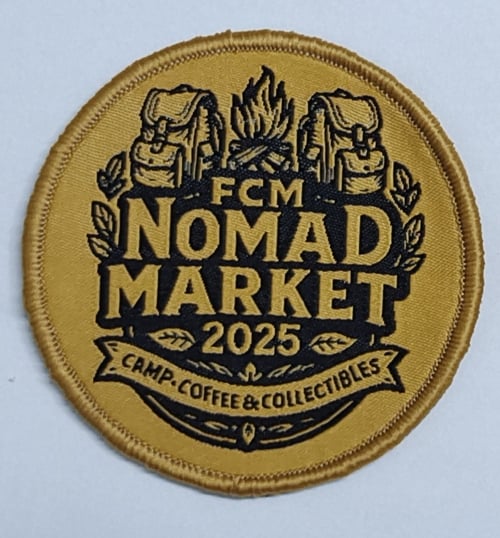 FCM
NOMAD
MARKET
2025
CAMP. COFFEE & COLLECTIBLES